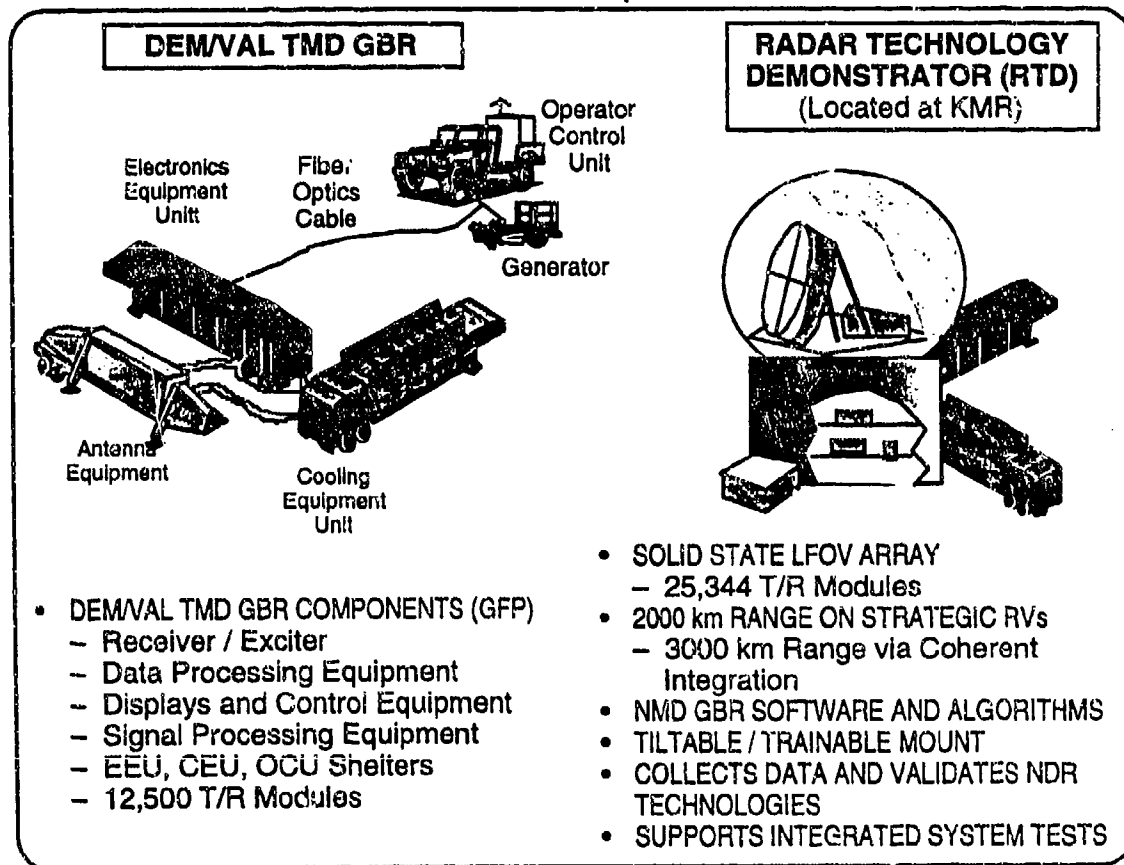 DEM/VAL TMD GBR
Operator
Control
Unit
Electronics
Equipment
Unitt
Fiber
Optics
Cable
Generator
Antenna
Equipment
Cooling
Equipment
Unit
• DEM/VAL TMD GBR COMPONENTS (GFP)
– Receiver / Exciter
– Data Processing Equipment
– Displays and Control Equipment
– Signal Processing Equipment
– EEU, CEU, OCU Shelters
– 12,500 T/R Modules
RADAR TECHNOLOGY
DEMONSTRATOR (RTD)
(Located at KMR)
• SOLID STATE LFOV ARRAY
– 25,344 T/R Modules
• 2000 km RANGE ON STRATEGIC RVs
– 3000 km Range via Coherent
Integration
• NMD GBR SOFTWARE AND ALGORITHMS
• TILTABLE / TRAINABLE MOUNT
• COLLECTS DATA AND VALIDATES NDR
TECHNOLOGIES
• SUPPORTS INTEGRATED SYSTEM TESTS